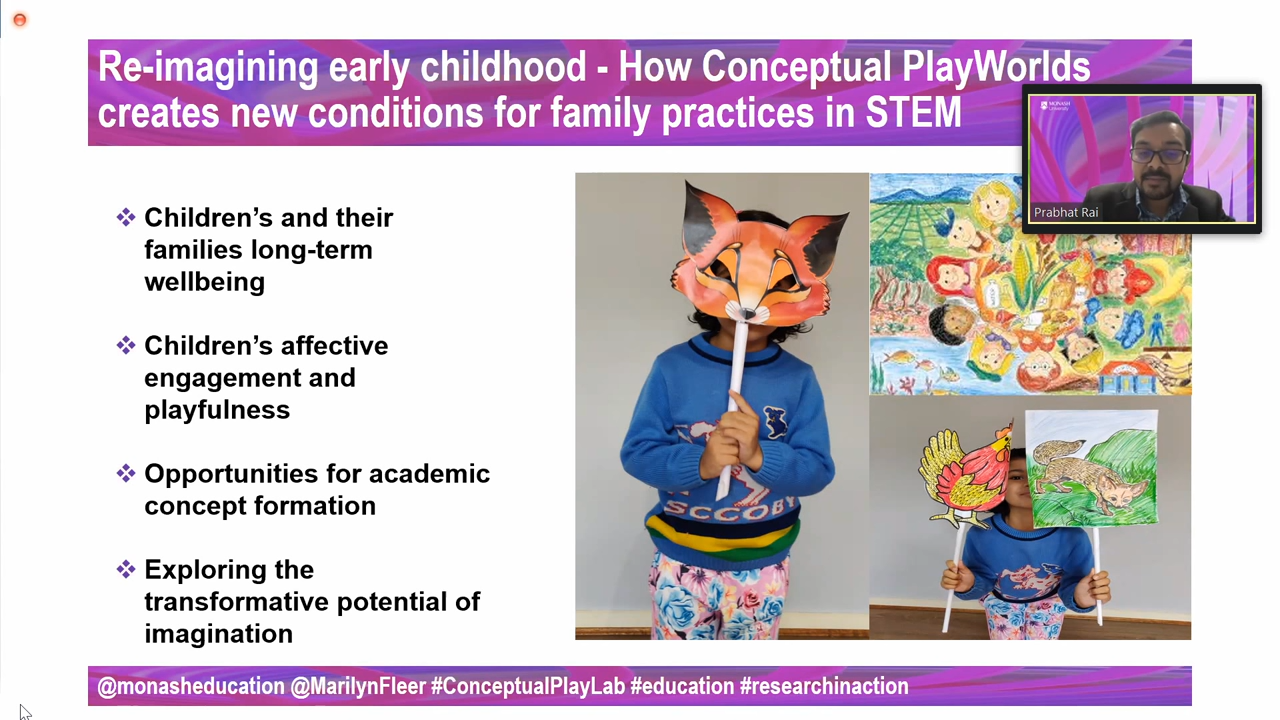 Re-imagining early childhood - How Conceptual PlayWorlds
creates new conditions for family practices in STEM
MONASH
University
Prabhat Rai
❖ Children’s and their
families long-term
wellbeing
❖ Children’s affective
engagement and
playfulness
❖ Opportunities for academic
concept formation
❖ Exploring the
transformative potential of
imagination
SCCOBY
@monasheducation @MarilynFleer #ConceptualPlayLab #education #researchinaction